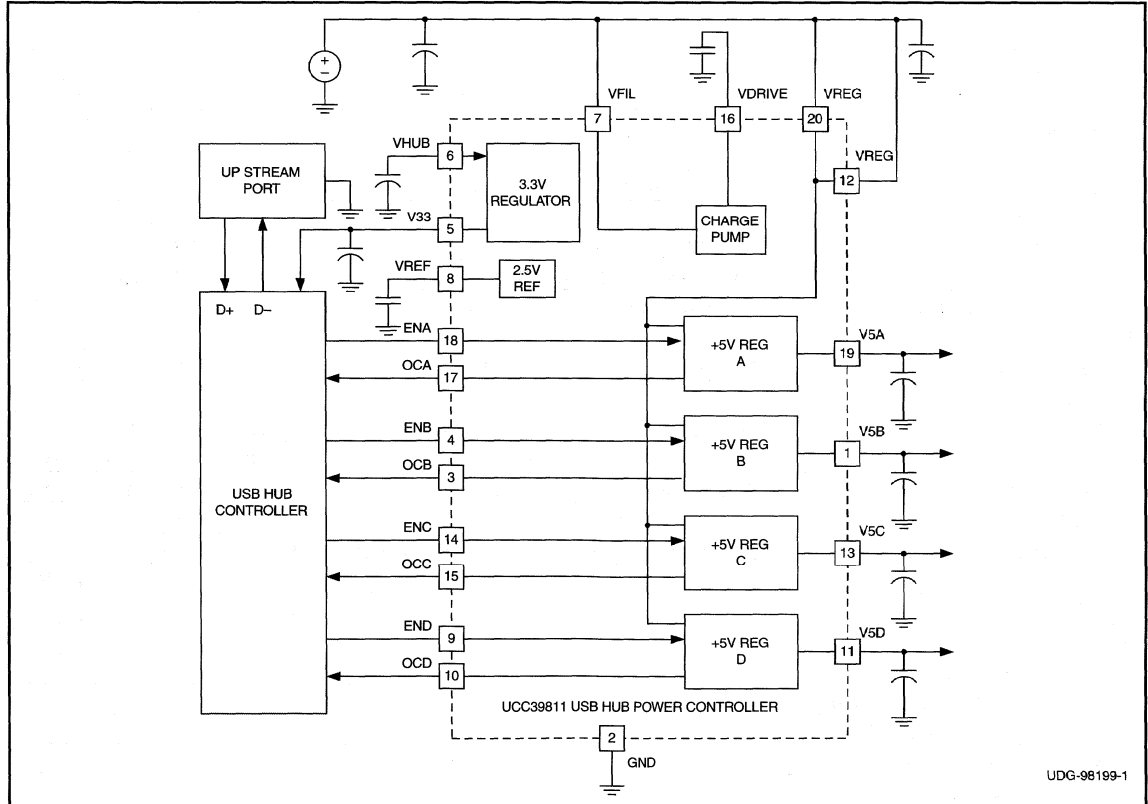 +
−
VFIL
VDRIVE
VREG
7
16
20
VREG
12
VHUB
6
UP STREAM
PORT
3.3V
REGULATOR
CHARGE
PUMP
V33
5
VREF
8
2.5V
REF
D+ D−
ENA
18
OCA
17
+5V REG
A
19
V5A
ENB
4
OCB
3
+5V REG
B
1
V5B
USB HUB
CONTROLLER
ENC
14
OCC
15
+5V REG
C
13
V5C
END
9
OCD
10
+5V REG
D
11
V5D
UCC39811 USB HUB POWER CONTROLLER
2
GND
UDG-98199-1